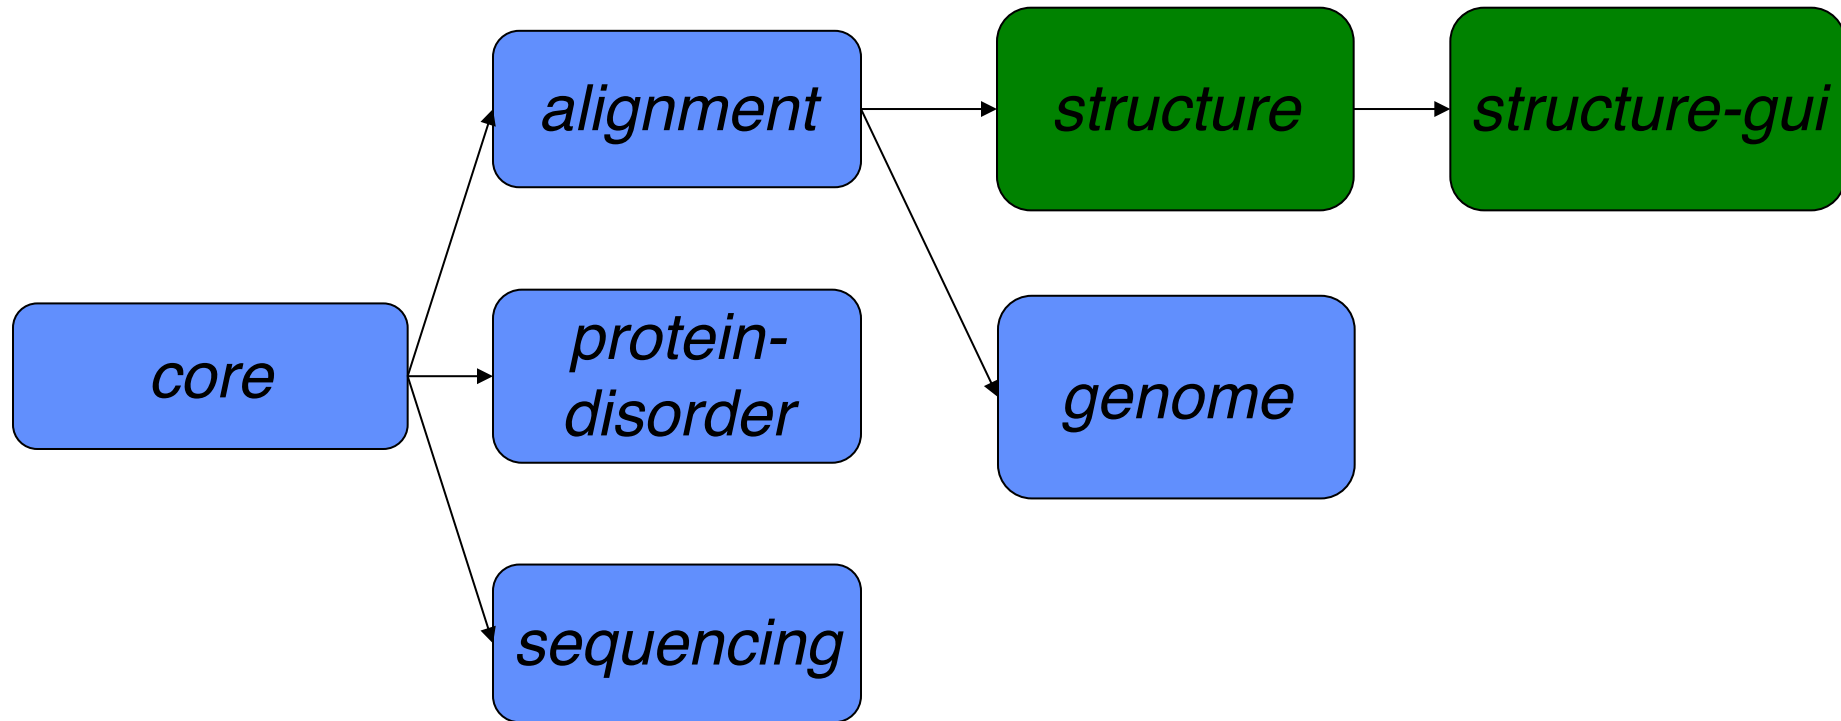 alignment
structure
structure-gui
core
protein-
disorder
genome
sequencing